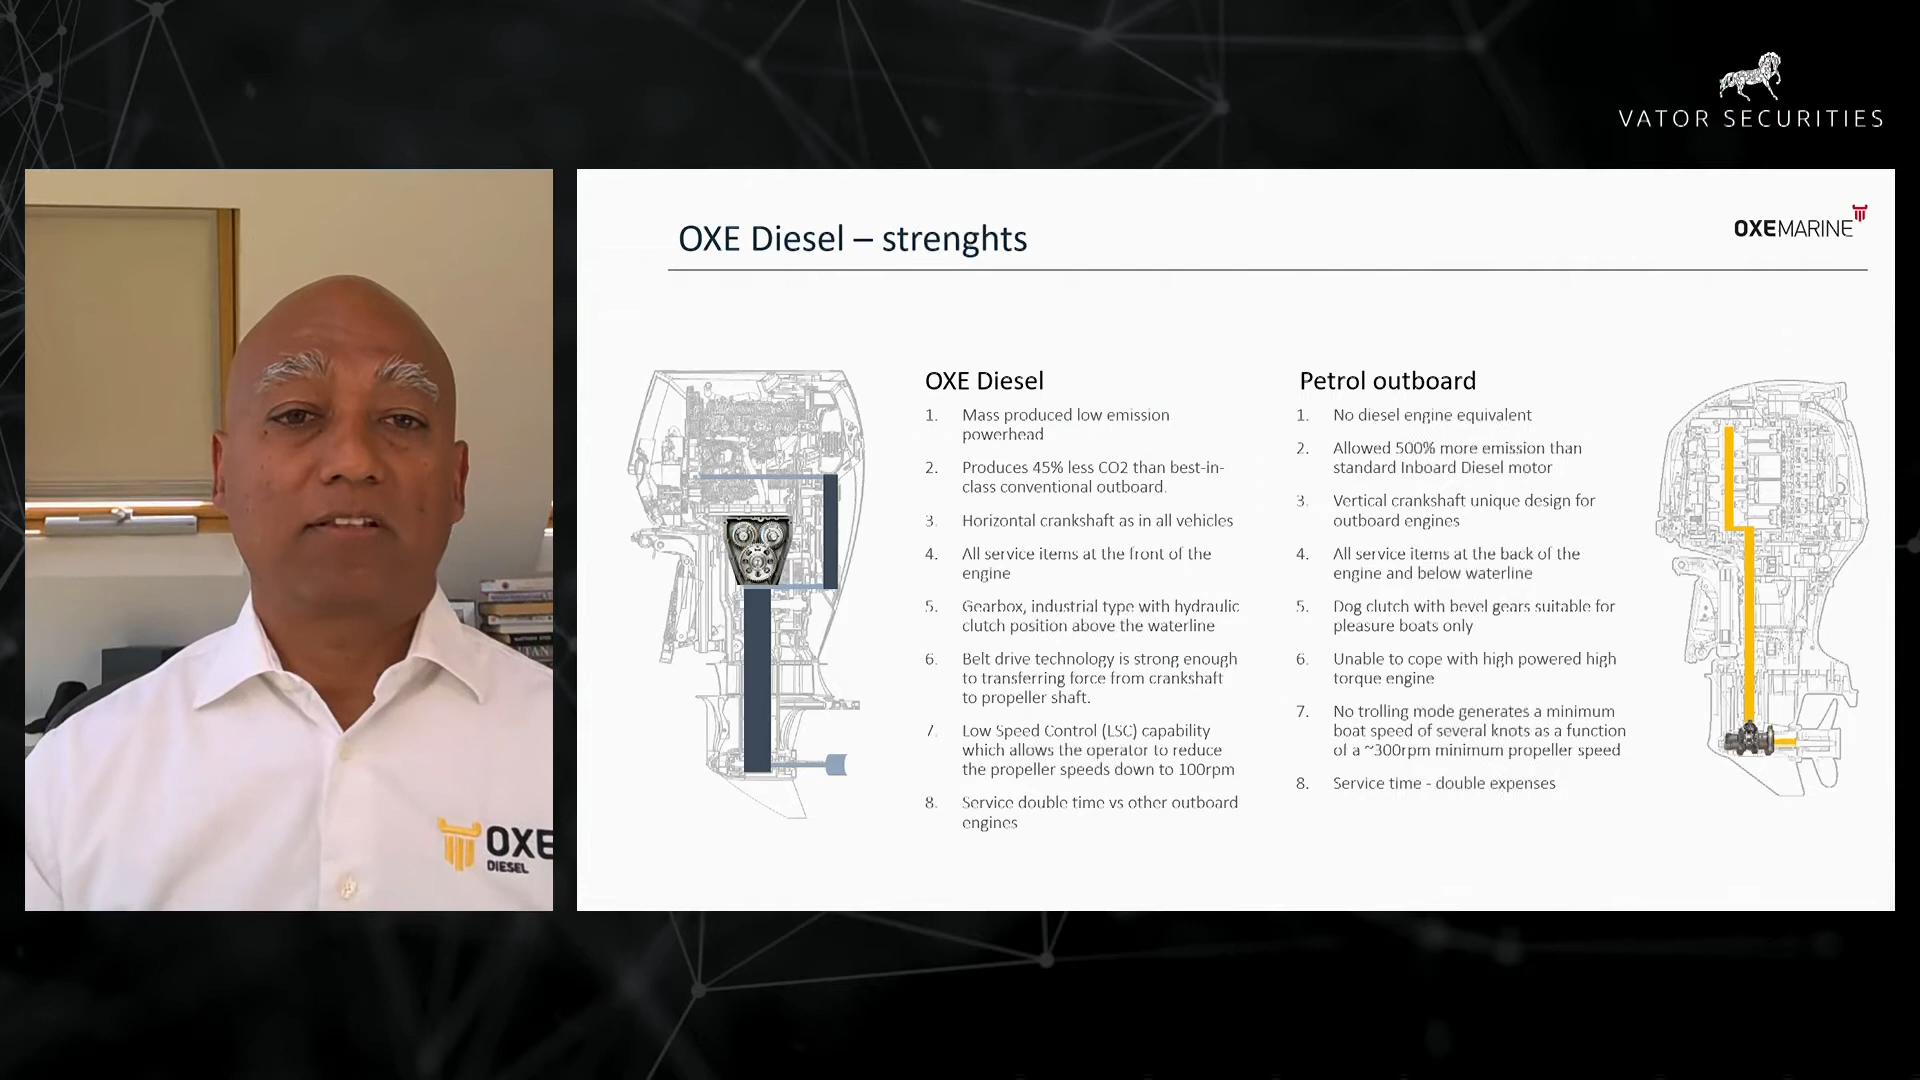 VATOR SECURITIES
OXE Diesel – strenghts
OXEMARINE
OXE Diesel
1. Mass produced low emission
powerhead
2. Produces 45% less CO2 than best-in-
class conventional outboard.
3. Horizontal crankshaft as in all vehicles
4. All service items at the front of the
engine
5. Gearbox, industrial type with hydraulic
clutch position above the waterline
6. Belt drive technology is strong enough
to transferring force from crankshaft
to propeller shaft.
7. Low Speed Control (LSC) capability
which allows the operator to reduce
the propeller speeds down to 100rpm
8. Service double time vs other outboard
engines
Petrol outboard
1. No diesel engine equivalent
2. Allowed 500% more emission than
standard Inboard Diesel motor
3. Vertical crankshaft unique design for
outboard engines
4. All service items at the back of the
engine and below waterline
5. Dog clutch with bevel gears suitable for
pleasure boats only
6. Unable to cope with high powered high
torque engine
7. No trolling mode generates a minimum
boat speed of several knots as a function
of a ~300rpm minimum propeller speed
8. Service time - double expenses
OXE
DIESEL